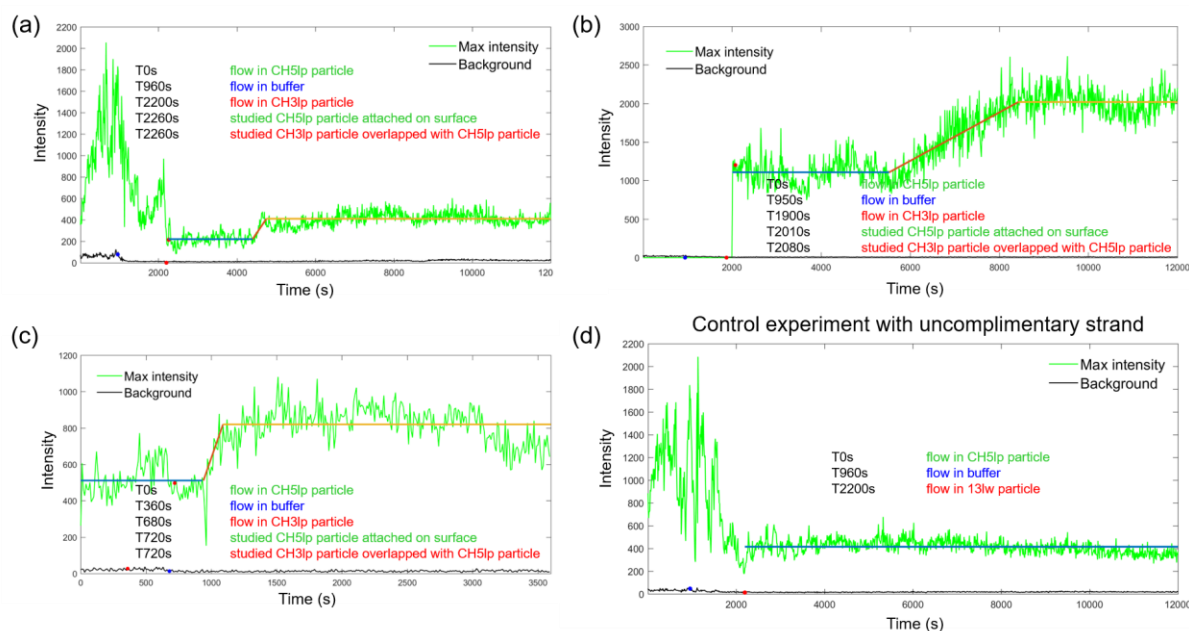 (a)
2200
2000
1800
1600
1400
1200
1000
800
600
400
200
0
Intensity
Max intensity
Background
T0s flow in CH5lp particle
T960s flow in buffer
T2200s flow in CH3lp particle
T2260s studied CH5lp particle attached on surface
T2260s studied CH3lp particle overlapped with CH5lp particle
0 2000 4000 6000 8000 10000 12000
Time (s)
(b)
3000
2500
2000
1500
1000
500
0
Intensity
Max intensity
Background
T0s flow in CH5lp particle
T950s flow in buffer
T1900s flow in CH3lp particle
T2010s studied CH5lp particle attached on surface
T2080s studied CH3lp particle overlapped with CH5lp particle
0 2000 4000 6000 8000 10000 12000
Time (s)
(c)
1200
1000
800
600
400
200
0
Intensity
Max intensity
Background
T0s flow in CH5lp particle
T360s flow in buffer
T680s flow in CH3lp particle
T720s studied CH5lp particle attached on surface
T720s studied CH3lp particle overlapped with CH5lp particle
0 500 1000 1500 2000 2500 3000 3500
Time (s)
(d)
Control experiment with uncomplimentary strand
2200
2000
1800
1600
1400
1200
1000
800
600
400
200
0
Intensity
Max intensity
Background
T0s flow in CH5lp particle
T960s flow in buffer
T2200s flow in 13lw particle
2000 4000 6000 8000 10000 12000
Time (s)